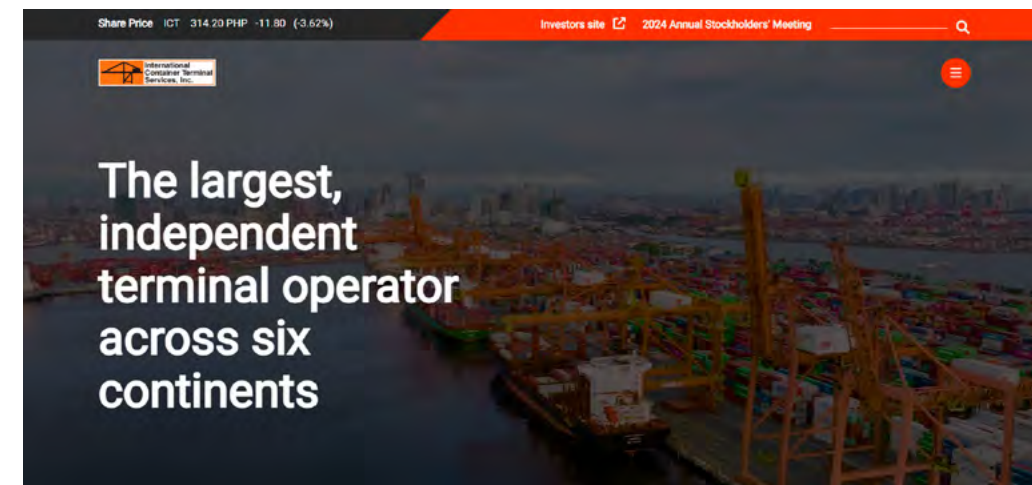 Share Price ICT 314.20 PHP -11.80 (-3.62%)
Investors site 2024 Annual Stockholders' Meeting
International
Container Terminal
Services, Inc.
The largest,
independent
terminal operator
across six
continents